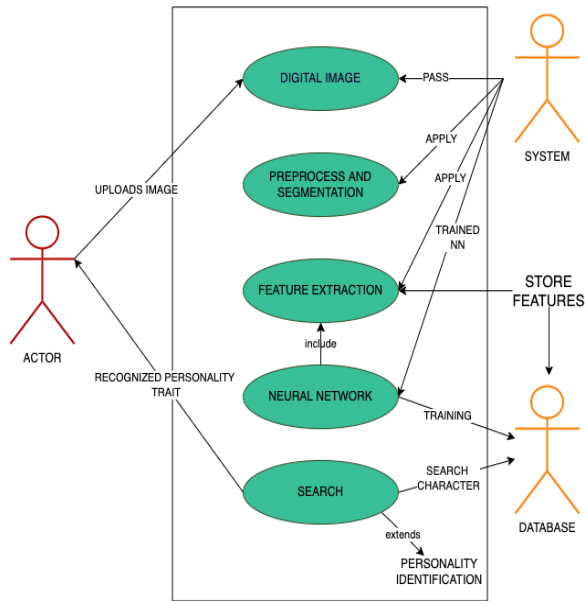 DIGITAL IMAGE
PASS
SYSTEM
APPLY
PREPROCESS AND
SEGMENTATION
APPLY
UPLOADS IMAGE
TRAINED
NN
FEATURE EXTRACTION
STORE
FEATURES
include
ACTOR
RECOGNIZED PERSONALITY
TRAIT
NEURAL NETWORK
TRAINING
SEARCH
CHARACTER
SEARCH
extends
DATABASE
PERSONALITY
IDENTIFICATION